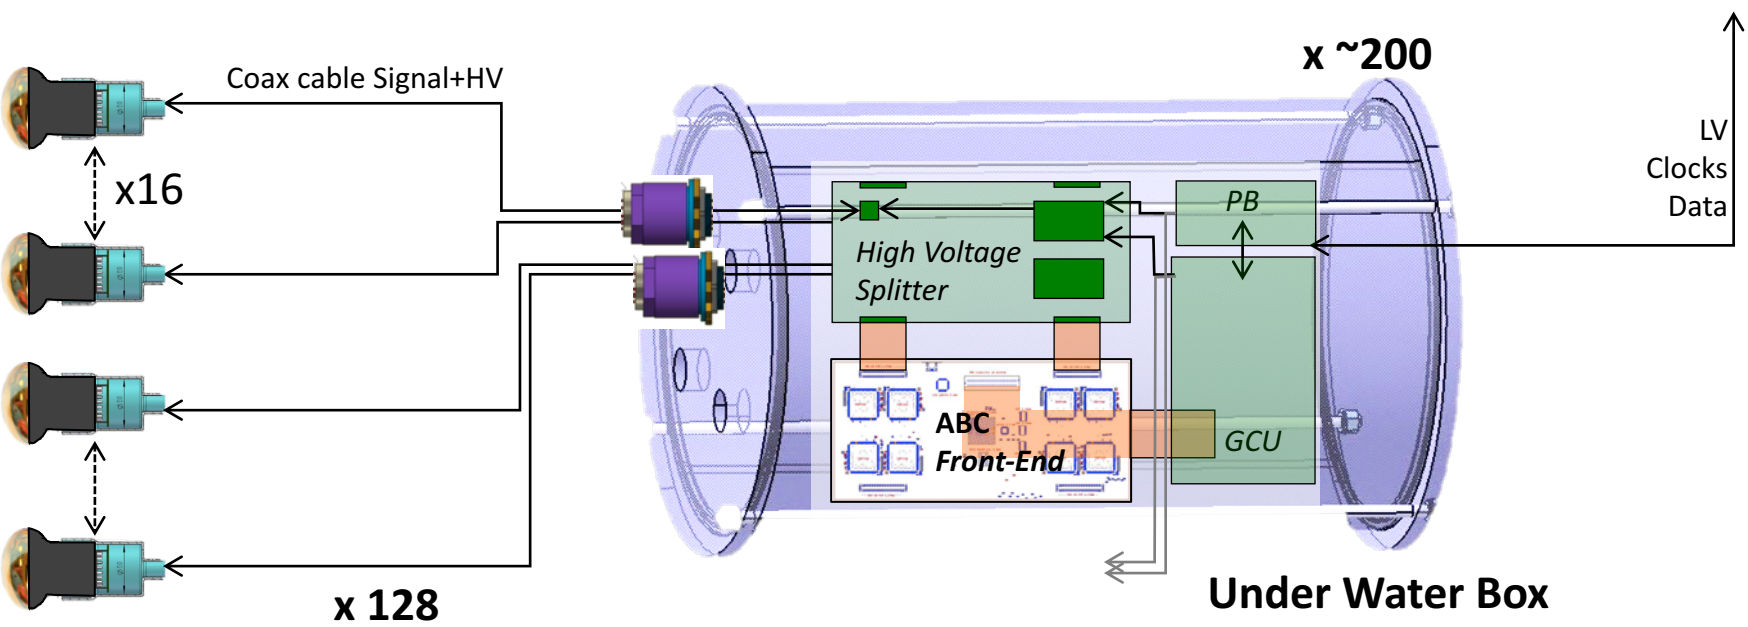 x ~200
Coax cable Signal+HV
LV
Clocks
Data
x16
PB
High Voltage
Splitter
ABC
Front-End
GCU
x 128
Under Water Box